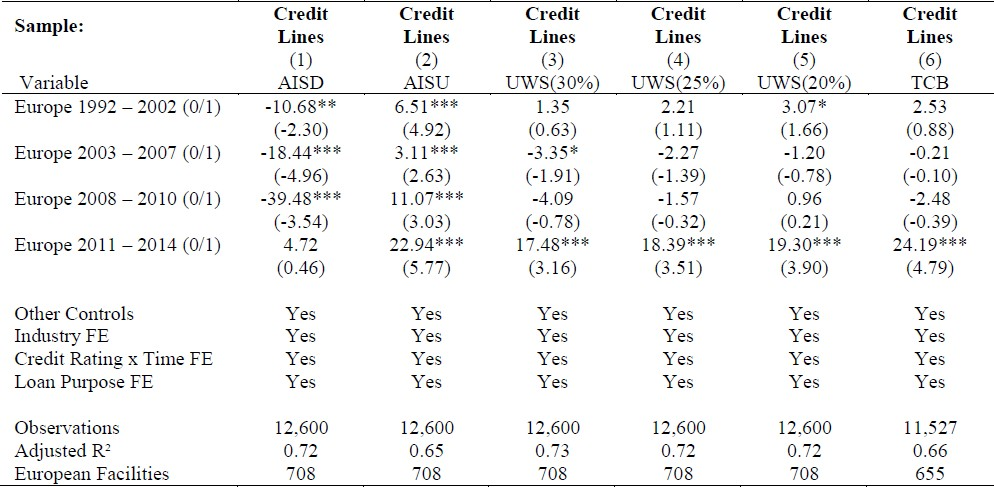 Sample: Credit Lines Credit Lines Credit Lines Credit Lines Credit Lines Credit Lines
(1) (2) (3) (4) (5) (6)
Variable AISD AISU UWS(30%) UWS(25%) UWS(20%) TCB
Europe 1992 – 2002 (0/1) -10.68** 6.51*** 1.35 2.21 3.07* 2.53
(-2.30) (4.92) (0.63) (1.11) (1.66) (0.88)
Europe 2003 – 2007 (0/1) -18.44*** 3.11*** -3.35* -2.27 -1.20 -0.21
(-4.96) (2.63) (-1.91) (-1.39) (-0.78) (-0.10)
Europe 2008 – 2010 (0/1) -39.48*** 11.07*** -4.09 -1.57 0.96 -2.48
(-3.54) (3.03) (-0.78) (-0.32) (0.21) (-0.39)
Europe 2011 – 2014 (0/1) 4.72 22.94*** 17.48*** 18.39*** 19.30*** 24.19***
(0.46) (5.77) (3.16) (3.51) (3.90) (4.79)
Other Controls Yes Yes Yes Yes Yes Yes
Industry FE Yes Yes Yes Yes Yes Yes
Credit Rating x Time FE Yes Yes Yes Yes Yes Yes
Loan Purpose FE Yes Yes Yes Yes Yes Yes
Observations 12,600 12,600 12,600 12,600 12,600 11,527
Adjusted R² 0.72 0.65 0.73 0.72 0.72 0.66
European Facilities 708 708 708 708 708 655